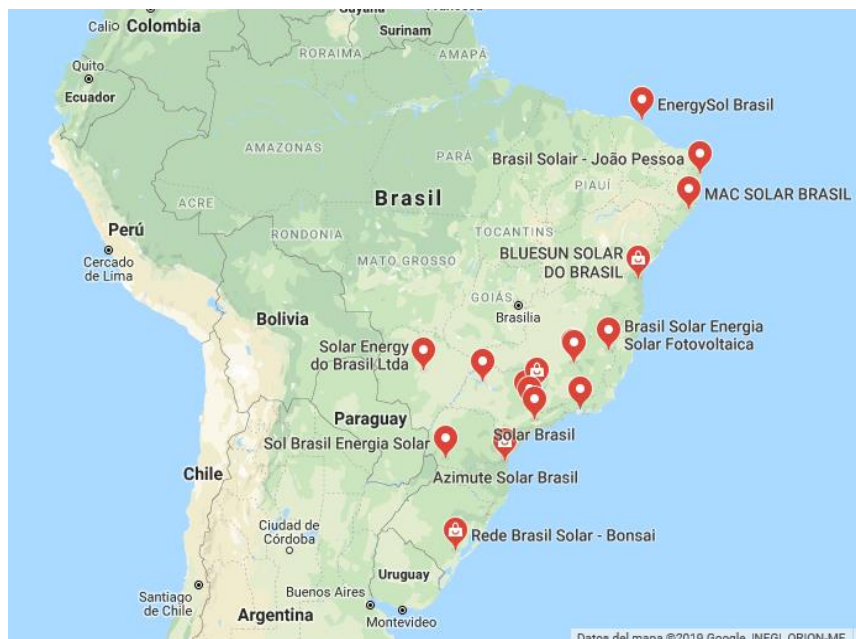 Guyana
Surinam
Calio
Colombia
RORAIMA
AMAPÁ
Quito
Ecuador
EnergySol Brasil
AMAZONAS
PARÁ
Brasil Solair - João Pessoa
PIAUÍ
MAC SOLAR BRASIL
ACRE
Brasil
Perú
RONDONIA
TOCANTINS
Cercado
de Lima
MATO GROSSO
BLUESUN SOLAR
DO BRASIL
GOIÁS
Brasilia
Bolivia
Solar Energy
do Brasil Ltda
Brasil Solar Energia
Solar Fotovoltaica
Paraguay
Sol Brasil Energia Solar
Solar Brasil
Chile
Azimute Solar Brasil
Ciudad de
Córdoba
Rede Brasil Solar - Bonsai
Uruguay
Santiago
de Chile
Buenos Aires
Montevideo
Argentina
Datos del mapa ©2019 Google, INEGI, ORION-ME